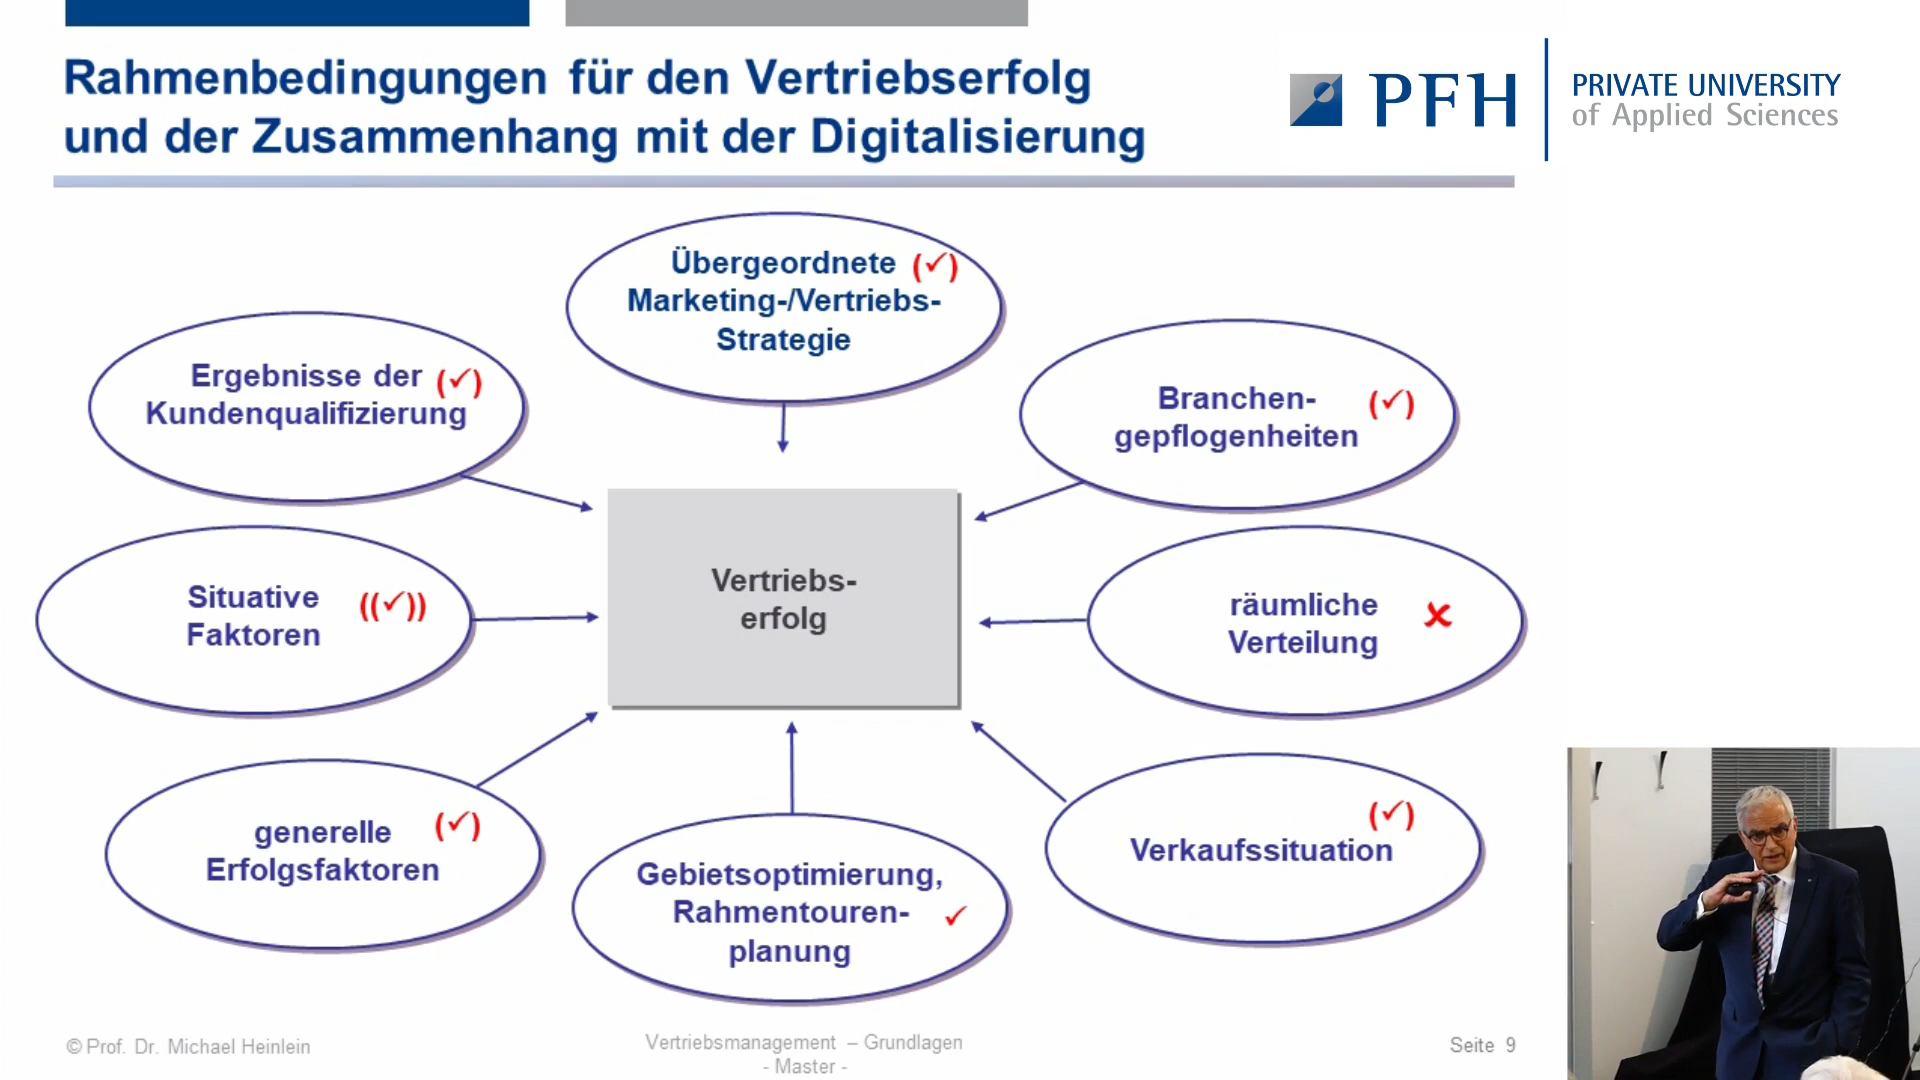 Rahmenbedingungen für den Vertriebserfolg
und der Zusammenhang mit der Digitalisierung
PFH
PRIVATE UNIVERSITY
of Applied Sciences
Übergeordnete (✓)
Marketing-/Vertriebs-
Strategie
Ergebnisse der (✓)
Kundenqualifizierung
Branchen- (✓)
gepflogenheiten
Situative ((✓))
Faktoren
Vertriebs-
erfolg
räumliche ✘
Verteilung
generelle (✓)
Erfolgsfaktoren
Gebietsoptimierung,
Rahmentouren- ✓
planung
(✓)
Verkaufssituation
© Prof. Dr. Michael Heinlein
Vertriebsmanagement – Grundlagen
- Master -
Seite 9